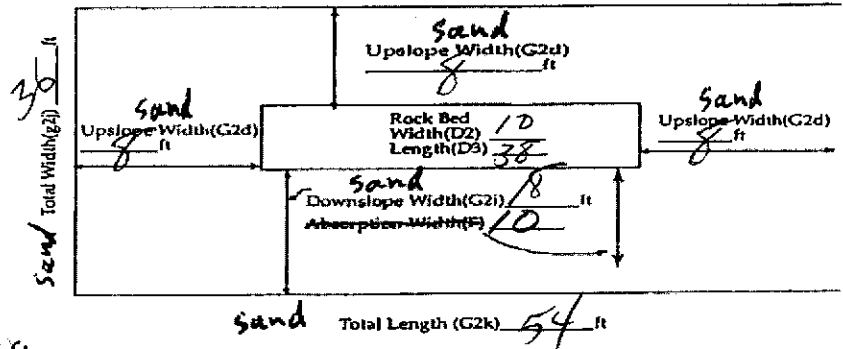 sand
Upslope Width(G2d)
8 ft
sand Total Width(g2j) 36 ft
sand
Upslope Width(G2d)
8 ft
Rock Bed
Width(D2) 10
Length(D3) 38
sand
Upslope Width(G2d)
8 ft
sand
Downslope Width(G2i) 18 ft
Absorption Width(F) 10
sand Total Length (G2k) 54 ft